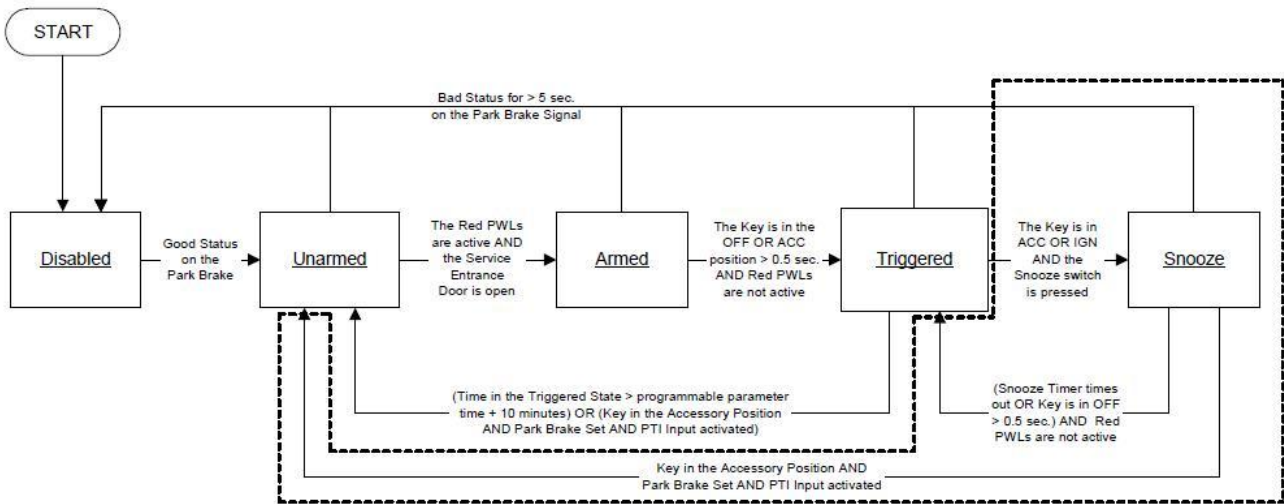 START
Bad Status for > 5 sec.
on the Park Brake Signal
Disabled
Good Status
on the
Park Brake
Unarmed
The Red PWLs
are active AND
the Service
Entrance
Door is open
Armed
The Key is in the
OFF OR ACC
position > 0.5 sec.
AND Red PWLs
are not active
Triggered
The Key is in
ACC OR IGN
AND the
Snooze switch
is pressed
Snooze
(Time in the Triggered State > programmable parameter
time + 10 minutes) OR (Key in the Accessory Position
AND Park Brake Set AND PTI Input activated)
(Snooze Timer times
out OR Key is in OFF
> 0.5 sec.) AND Red
PWLs are not active
Key in the Accessory Position AND
Park Brake Set AND PTI Input activated